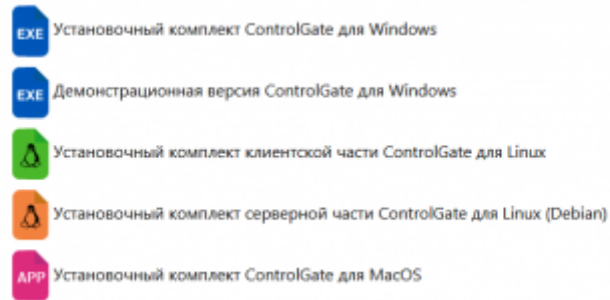 EXE Установочный комплект ControlGate для Windows
EXE Демонстрационная версия ControlGate для Windows
Установочный комплект клиентской части ControlGate для Linux
Установочный комплект серверной части ControlGate для Linux (Debian)
APP Установочный комплект ControlGate для MacOS